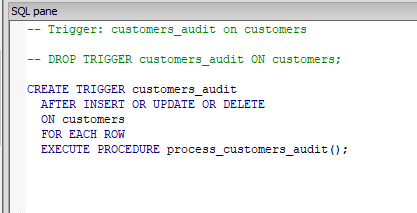 SQL pane
-- Trigger: customers_audit on customers
-- DROP TRIGGER customers_audit ON customers;
CREATE TRIGGER customers_audit
AFTER INSERT OR UPDATE OR DELETE
ON customers
FOR EACH ROW
EXECUTE PROCEDURE process_customers_audit();